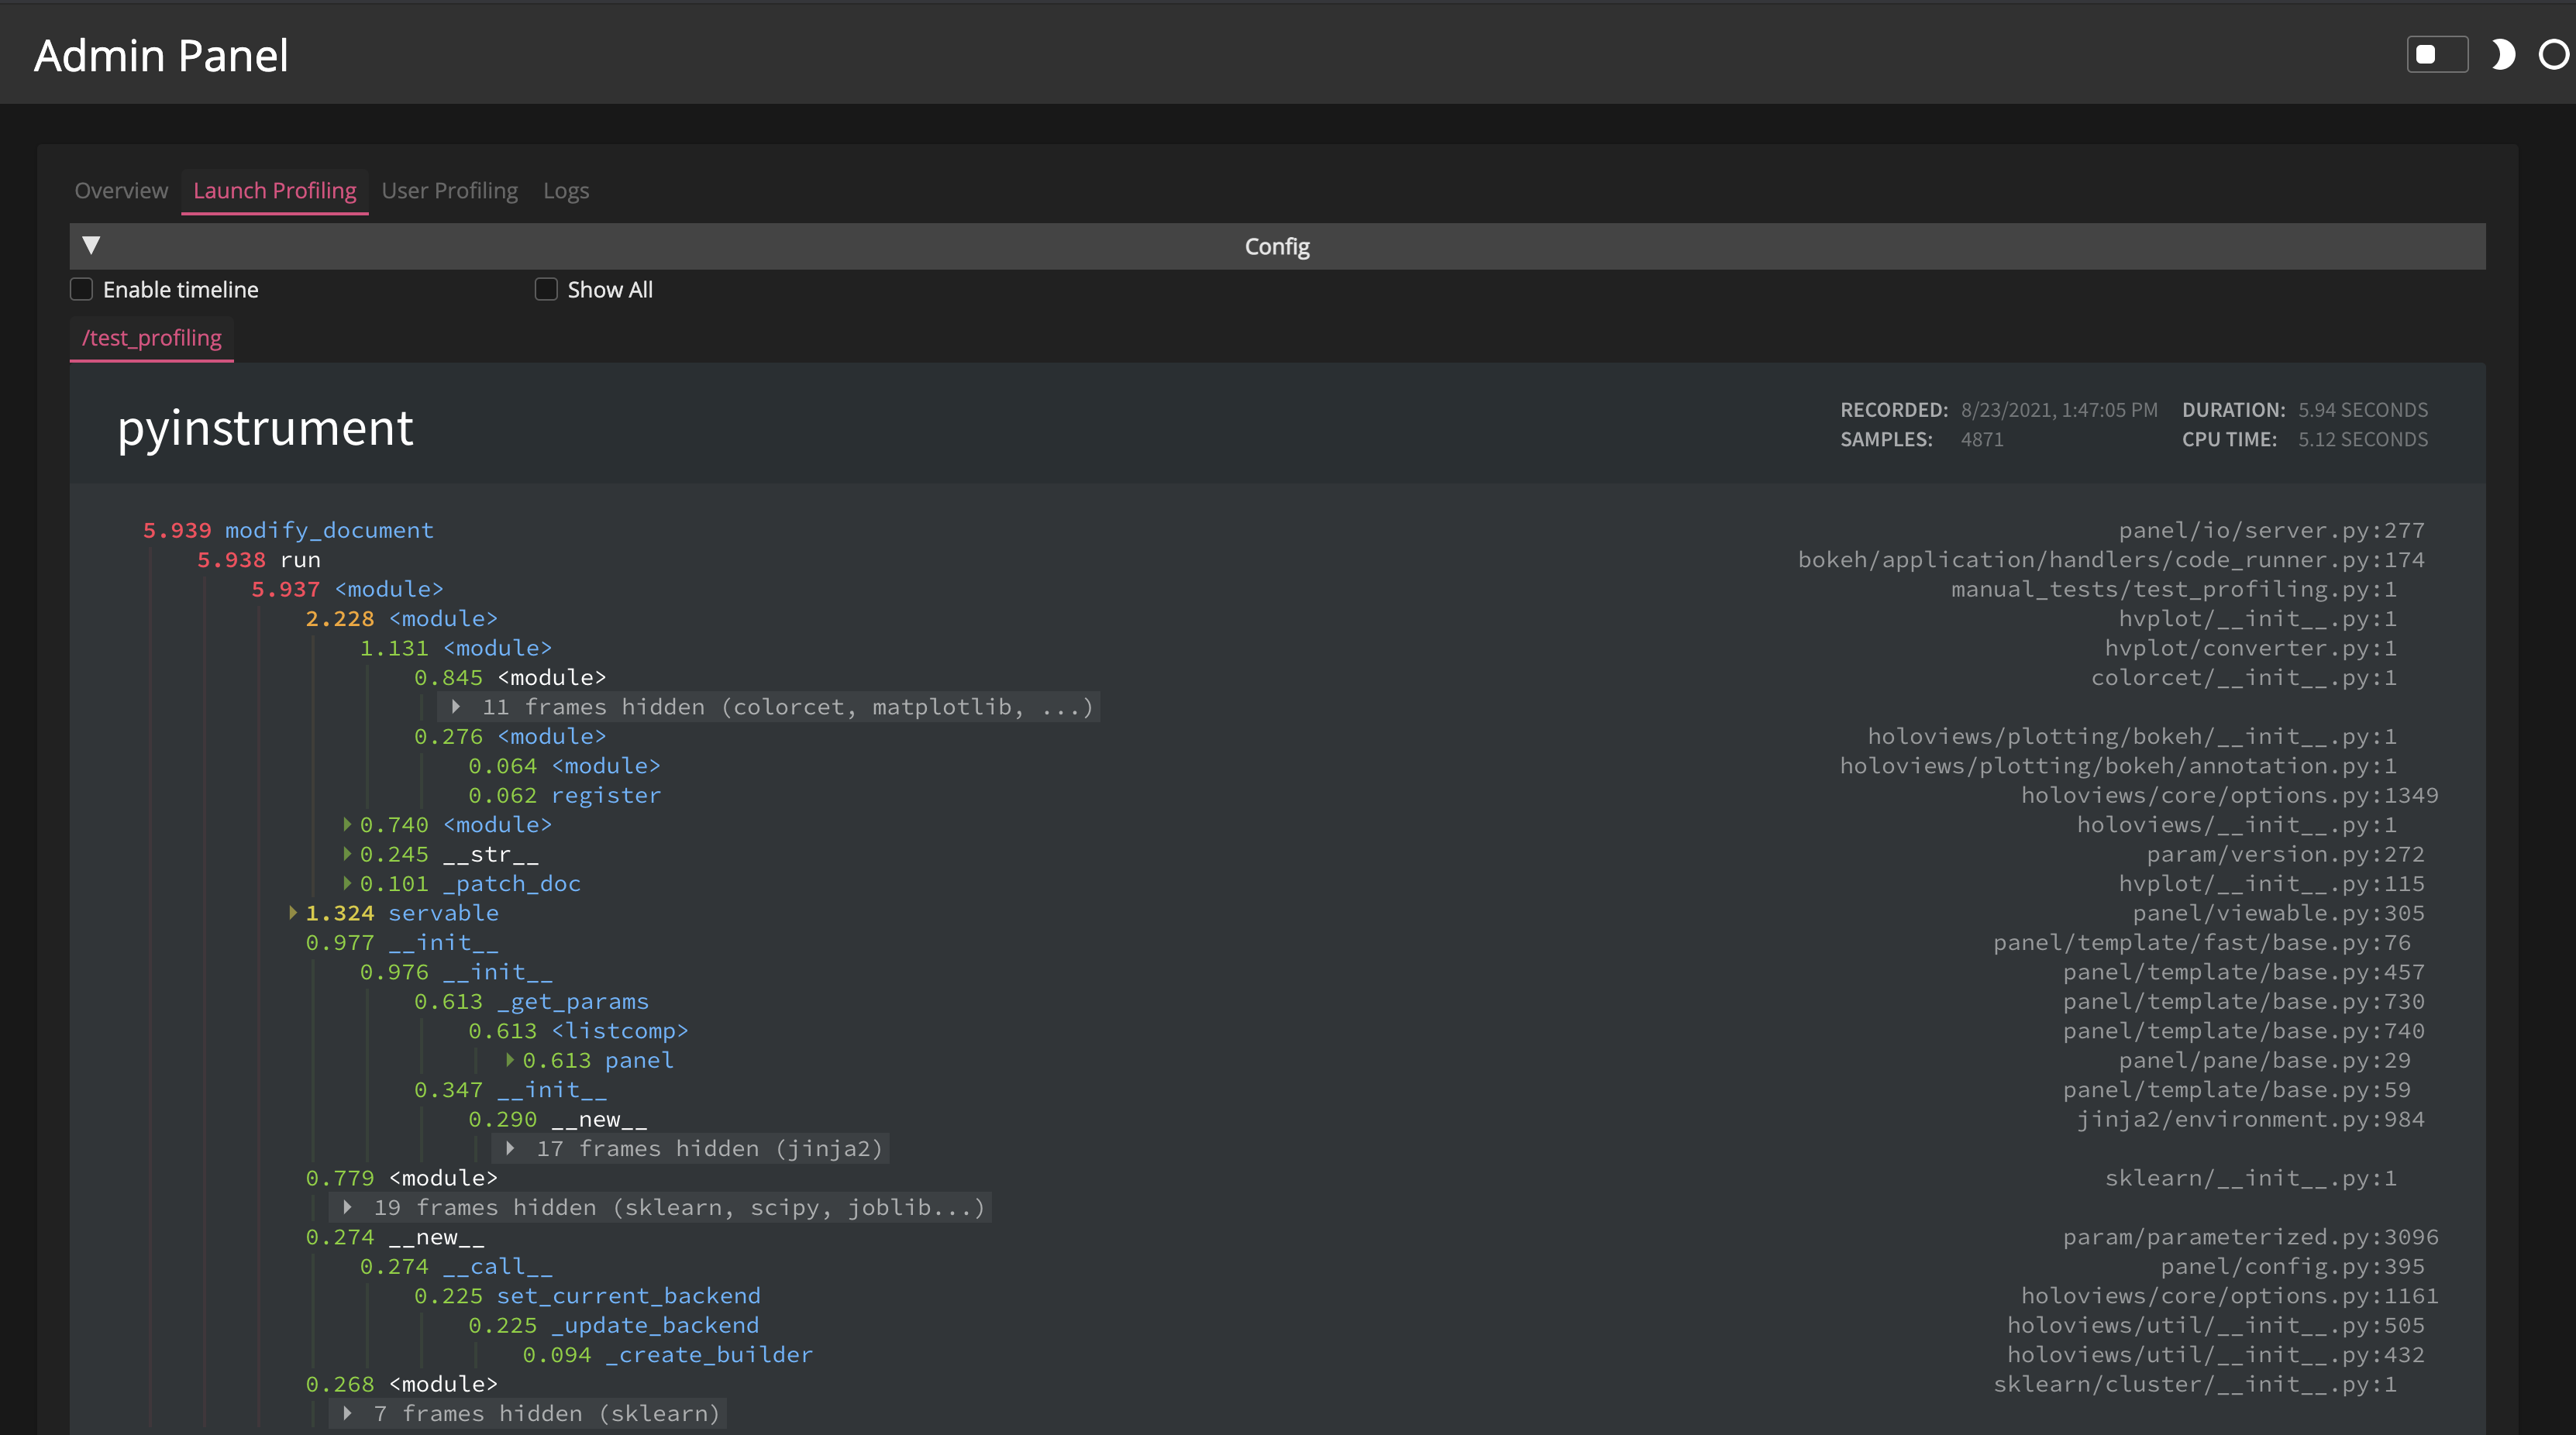 Admin Panel
Overview Launch Profiling User Profiling Logs
Config
Enable timeline Show All
/test_profiling
pyinstrument
RECORDED: 8/23/2021, 1:47:05 PM DURATION: 5.94 SECONDS
SAMPLES: 4871 CPU TIME: 5.12 SECONDS
5.939 modify_document panel/io/server.py:277
5.938 run bokeh/application/handlers/code_runner.py:174
5.937 <module> manual_tests/test_profiling.py:1
2.228 <module> hvplot/__init__.py:1
1.131 <module> hvplot/converter.py:1
0.845 <module> colorcet/__init__.py:1
11 frames hidden (colorcet, matplotlib, ...)
0.276 <module> holoviews/plotting/bokeh/__init__.py:1
0.064 <module> holoviews/plotting/bokeh/annotation.py:1
0.062 register holoviews/core/options.py:1349
0.740 <module> holoviews/__init__.py:1
0.245 __str__ param/version.py:272
0.101 _patch_doc hvplot/__init__.py:115
1.324 servable panel/viewable.py:305
0.977 __init__ panel/template/fast/base.py:76
0.976 __init__ panel/template/base.py:457
0.613 _get_params panel/template/base.py:730
0.613 <listcomp> panel/template/base.py:740
0.613 panel panel/pane/base.py:29
0.347 __init__ panel/template/base.py:59
0.290 __new__ jinja2/environment.py:984
17 frames hidden (jinja2)
0.779 <module> sklearn/__init__.py:1
19 frames hidden (sklearn, scipy, joblib...)
0.274 __new__ param/parameterized.py:3096
0.274 __call__ panel/config.py:395
0.225 set_current_backend holoviews/core/options.py:1161
0.225 _update_backend holoviews/util/__init__.py:505
0.094 _create_builder holoviews/util/__init__.py:432
0.268 <module> sklearn/cluster/__init__.py:1
7 frames hidden (sklearn)